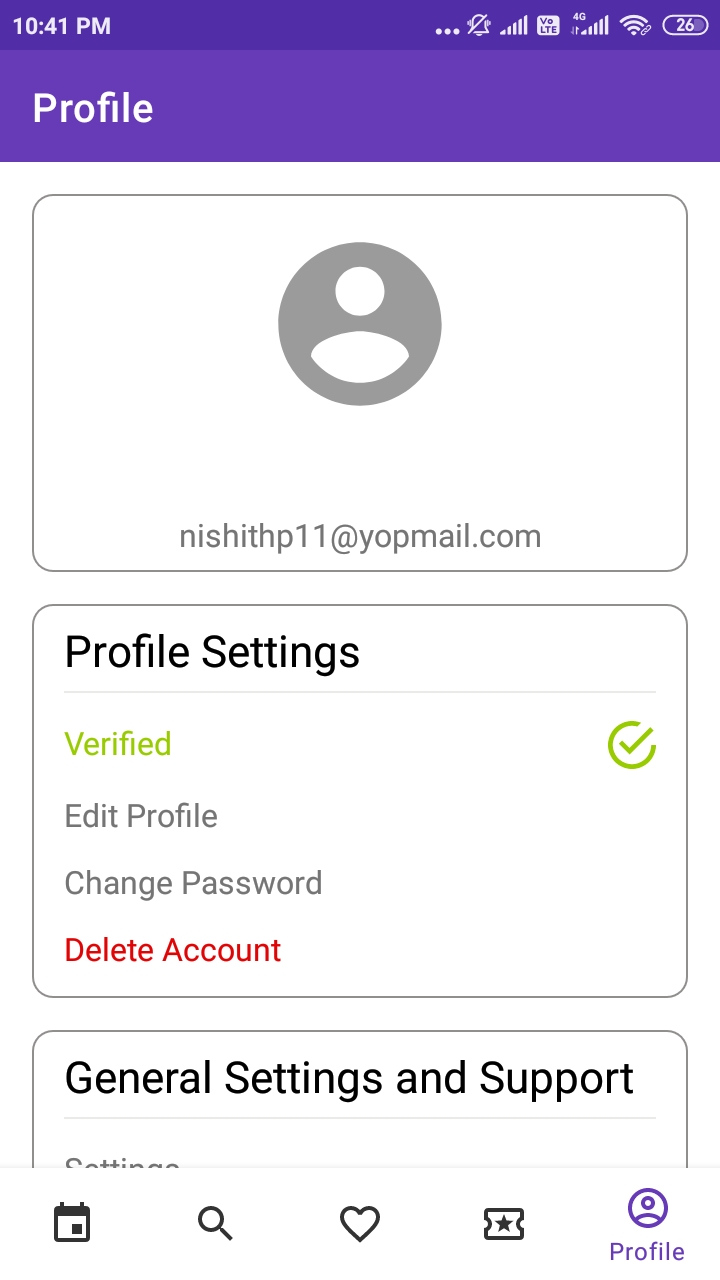 10:41 PM
Vo LTE 4G 26
Profile
nishithp11@yopmail.com
Profile Settings
Verified
Edit Profile
Change Password
Delete Account
General Settings and Support
Settings
Profile